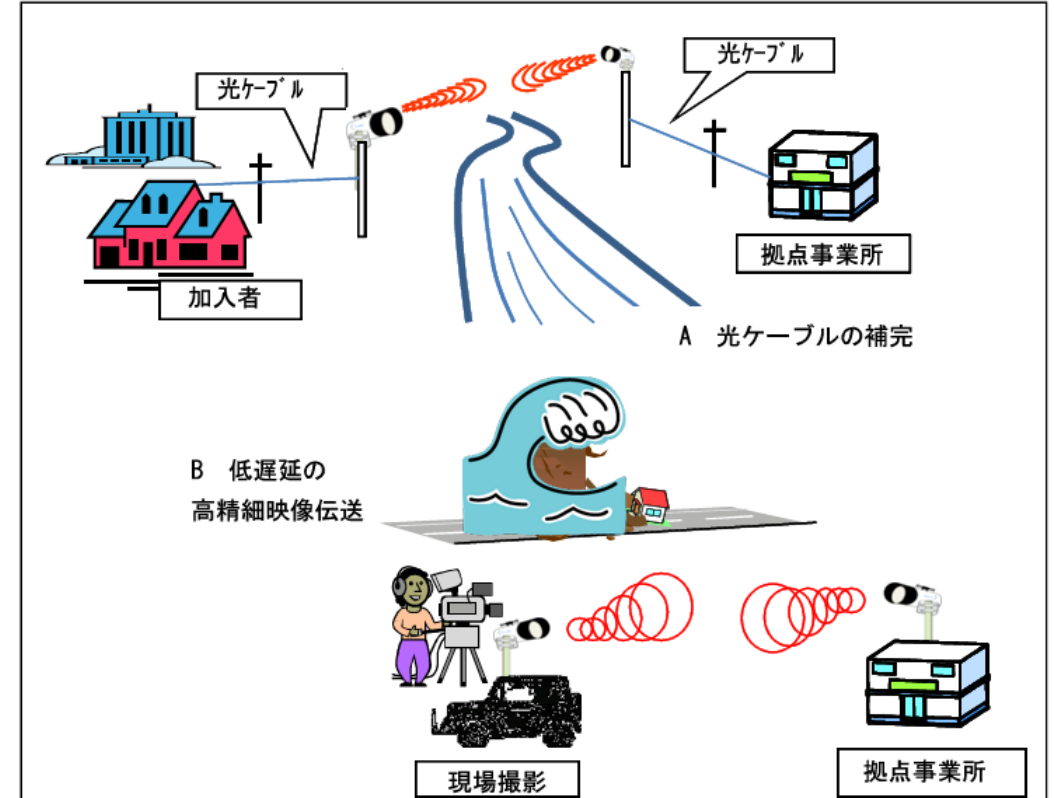 光ケーブル
光ケーブル
拠点事業所
加入者
A 光ケーブルの補完
B 低遅延の
高精細映像伝送
現場撮影
拠点事業所